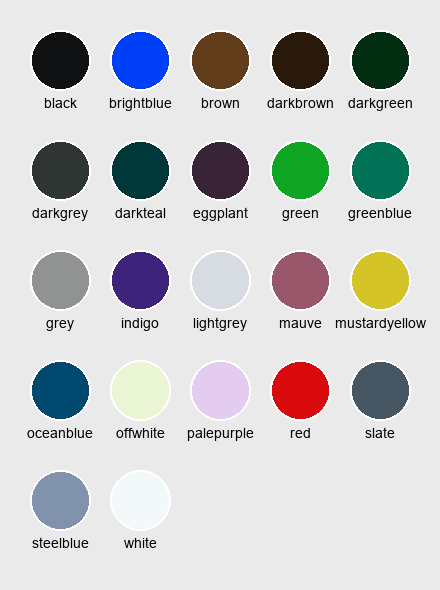 black brightblue brown darkbrown darkgreen
darkgrey darkteal eggplant green greenblue
grey indigo lightgrey mauve mustardyellow
oceanblue offwhite palepurple red slate
steelblue white